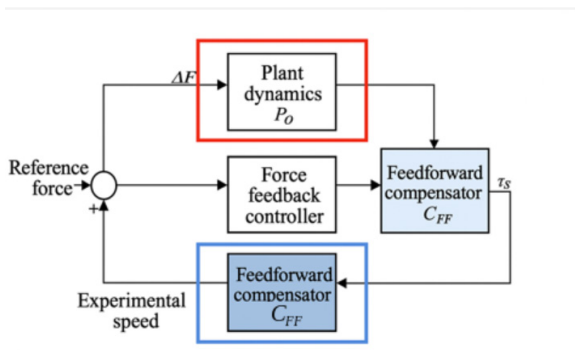 ΔF
Plant
dynamics
P_O
Reference
force
+
Force
feedback
controller
Feedforward
compensator
C_FF
τ_S
Feedforward
compensator
C_FF
Experimental
speed